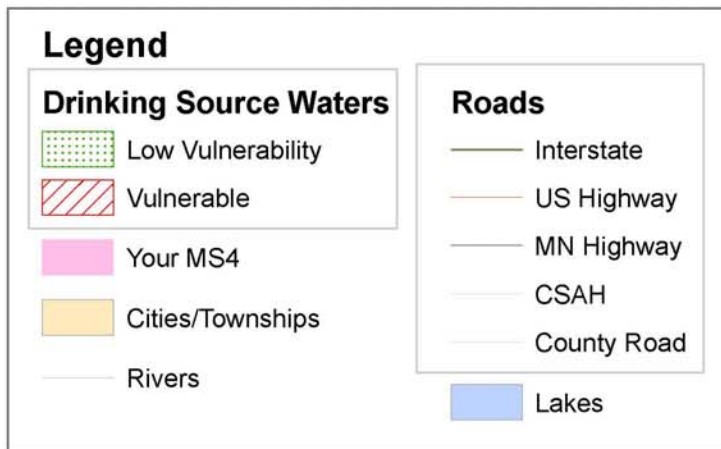 Legend
Drinking Source Waters
Low Vulnerability
Vulnerable
Your MS4
Cities/Townships
Rivers
Roads
Interstate
US Highway
MN Highway
CSAH
County Road
Lakes